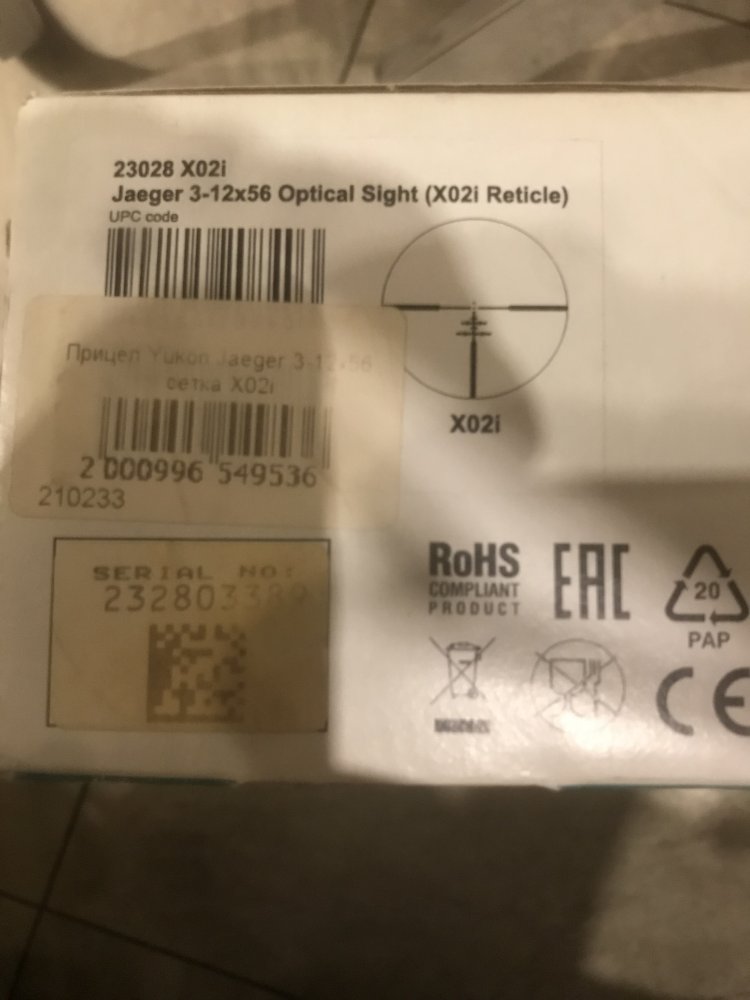 23028 X02i
Jaeger 3-12x56 Optical Sight (X02i Reticle)
UPC code
Прицел Yukon Jaeger 3-12x56
сетка X02i
2 000996 549536
210233
X02i
SERIAL NO:
RoHS
COMPLIANT
PRODUCT
EAC
20
PAP
CE